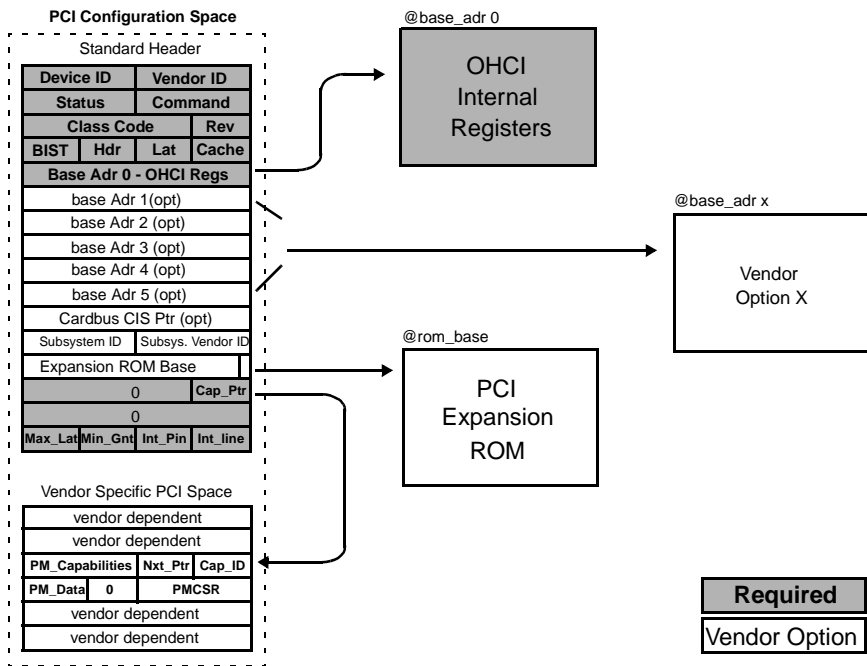 PCI Configuration Space
Standard Header
Device ID Vendor ID
Status Command
Class Code Rev
BIST Hdr Lat Cache
Base Adr 0 - OHCI Regs
base Adr 1(opt)
base Adr 2 (opt)
base Adr 3 (opt)
base Adr 4 (opt)
base Adr 5 (opt)
Cardbus CIS Ptr (opt)
Subsystem ID Subsys. Vendor ID
Expansion ROM Base
0 Cap_Ptr
0
Max_Lat Min_Gnt Int_Pin Int_line
Vendor Specific PCI Space
vendor dependent
vendor dependent
PM_Capabilities Nxt_Ptr Cap_ID
PM_Data 0 PMCSR
vendor dependent
vendor dependent
@base_adr 0
OHCI
Internal
Registers
@base_adr x
Vendor
Option X
@rom_base
PCI
Expansion
ROM
Required
Vendor Option